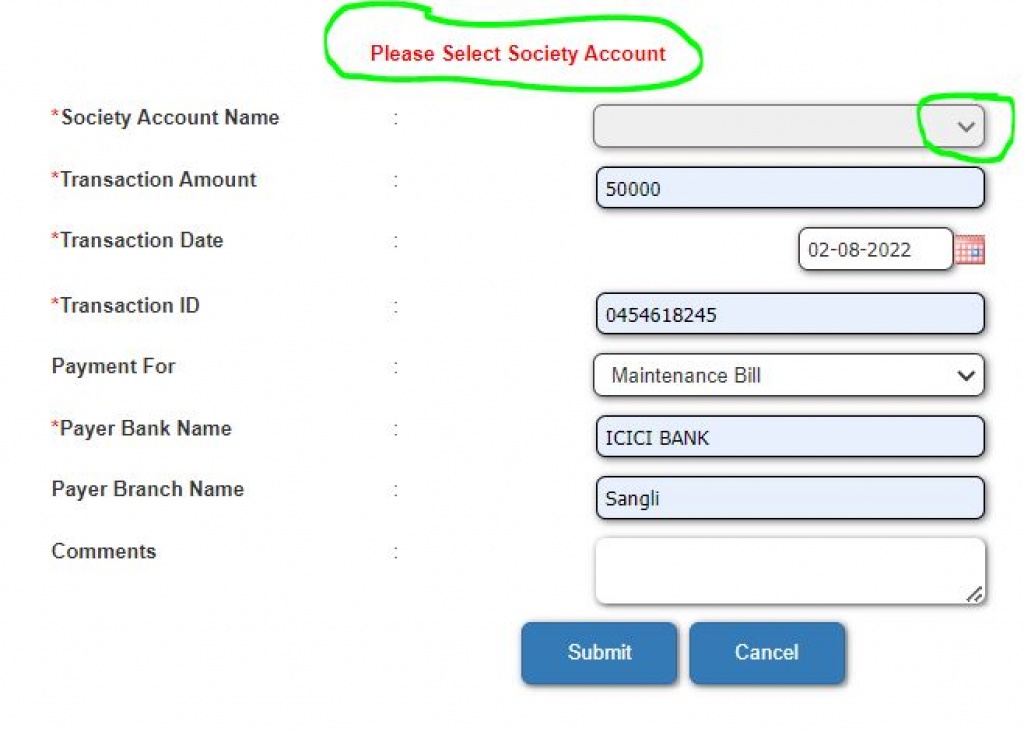 Please Select Society Account
*Society Account Name :
*Transaction Amount : 50000
*Transaction Date : 02-08-2022
*Transaction ID : 0454618245
Payment For : Maintenance Bill
*Payer Bank Name : ICICI BANK
Payer Branch Name : Sangli
Comments :
Submit Cancel